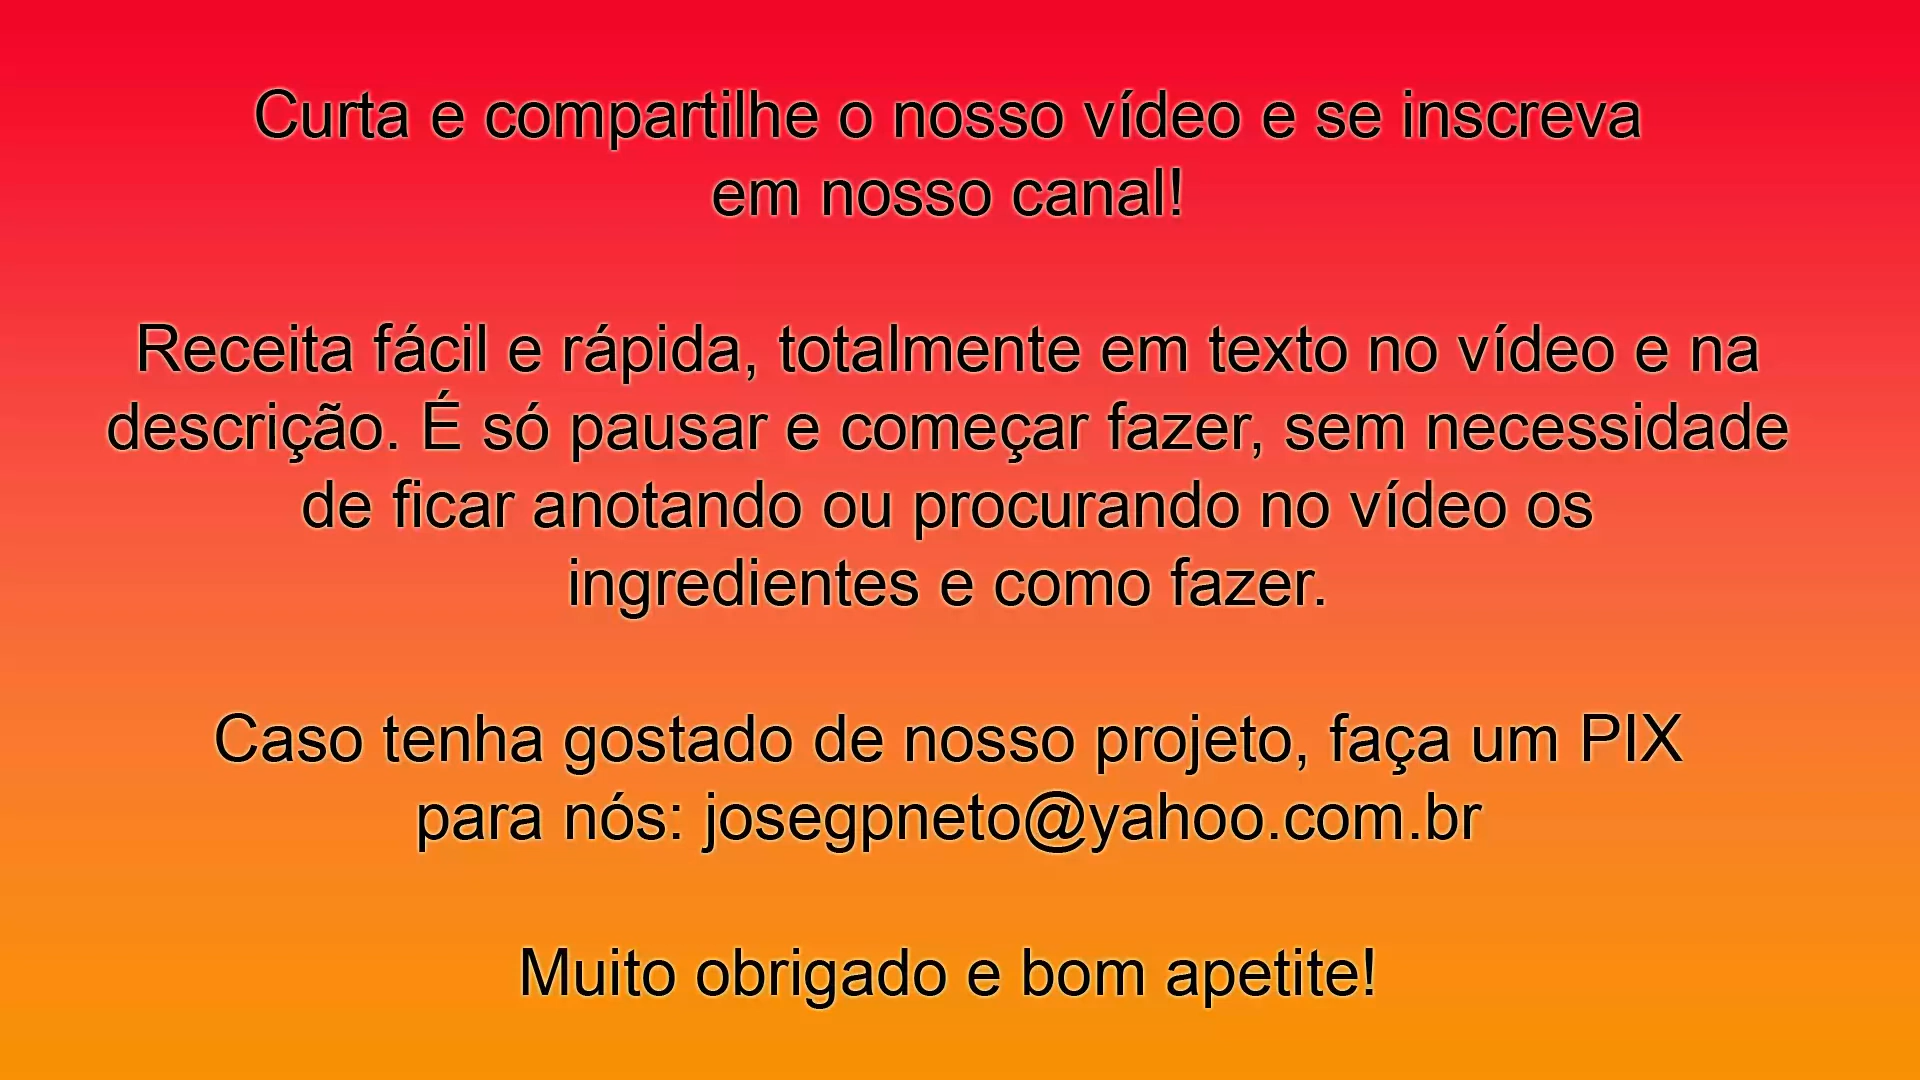 Curta e compartilhe o nosso vídeo e se inscreva
em nosso canal!
Receita fácil e rápida, totalmente em texto no vídeo e na
descrição. É só pausar e começar fazer, sem necessidade
de ficar anotando ou procurando no vídeo os
ingredientes e como fazer.
Caso tenha gostado de nosso projeto, faça um PIX
para nós: josegpneto@yahoo.com.br
Muito obrigado e bom apetite!